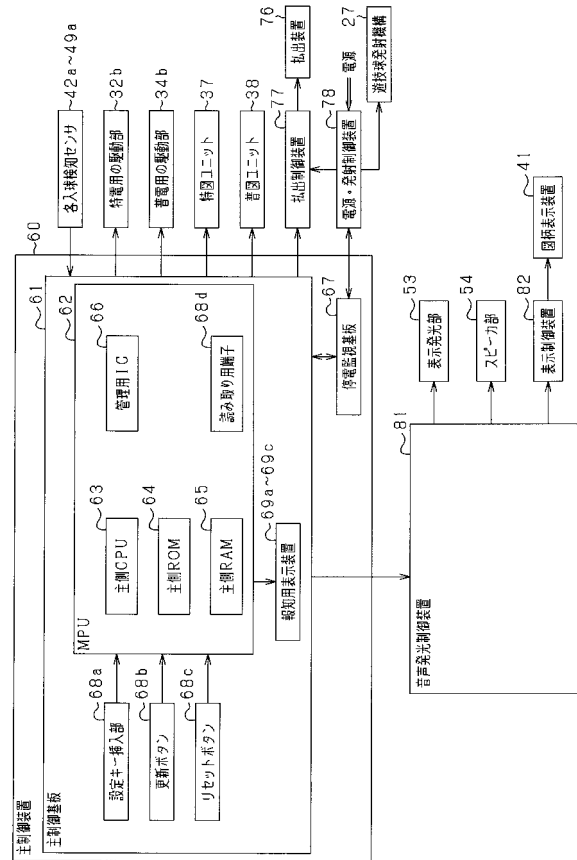 主制御装置
60
主制御基板
61
MPU
62
主側CPU
63
主側ROM
64
主側RAM
65
管理用IC
66
読み取り用端子
68d
設定キー挿入部
68a
更新ボタン
68b
リセットボタン
68c
報知用表示装置
69a~69c
停電監視基板
67
各入球検知センサ
42a~49a
特電用の駆動部
32b
普電用の駆動部
34b
特図ユニット
37
普図ユニット
38
払出制御装置
77
払出装置
76
電源・発射制御装置
78
電源
遊技球発射機構
27
音声発光制御装置
81
表示発光部
53
スピーカ部
54
表示制御装置
82
図柄表示装置
41